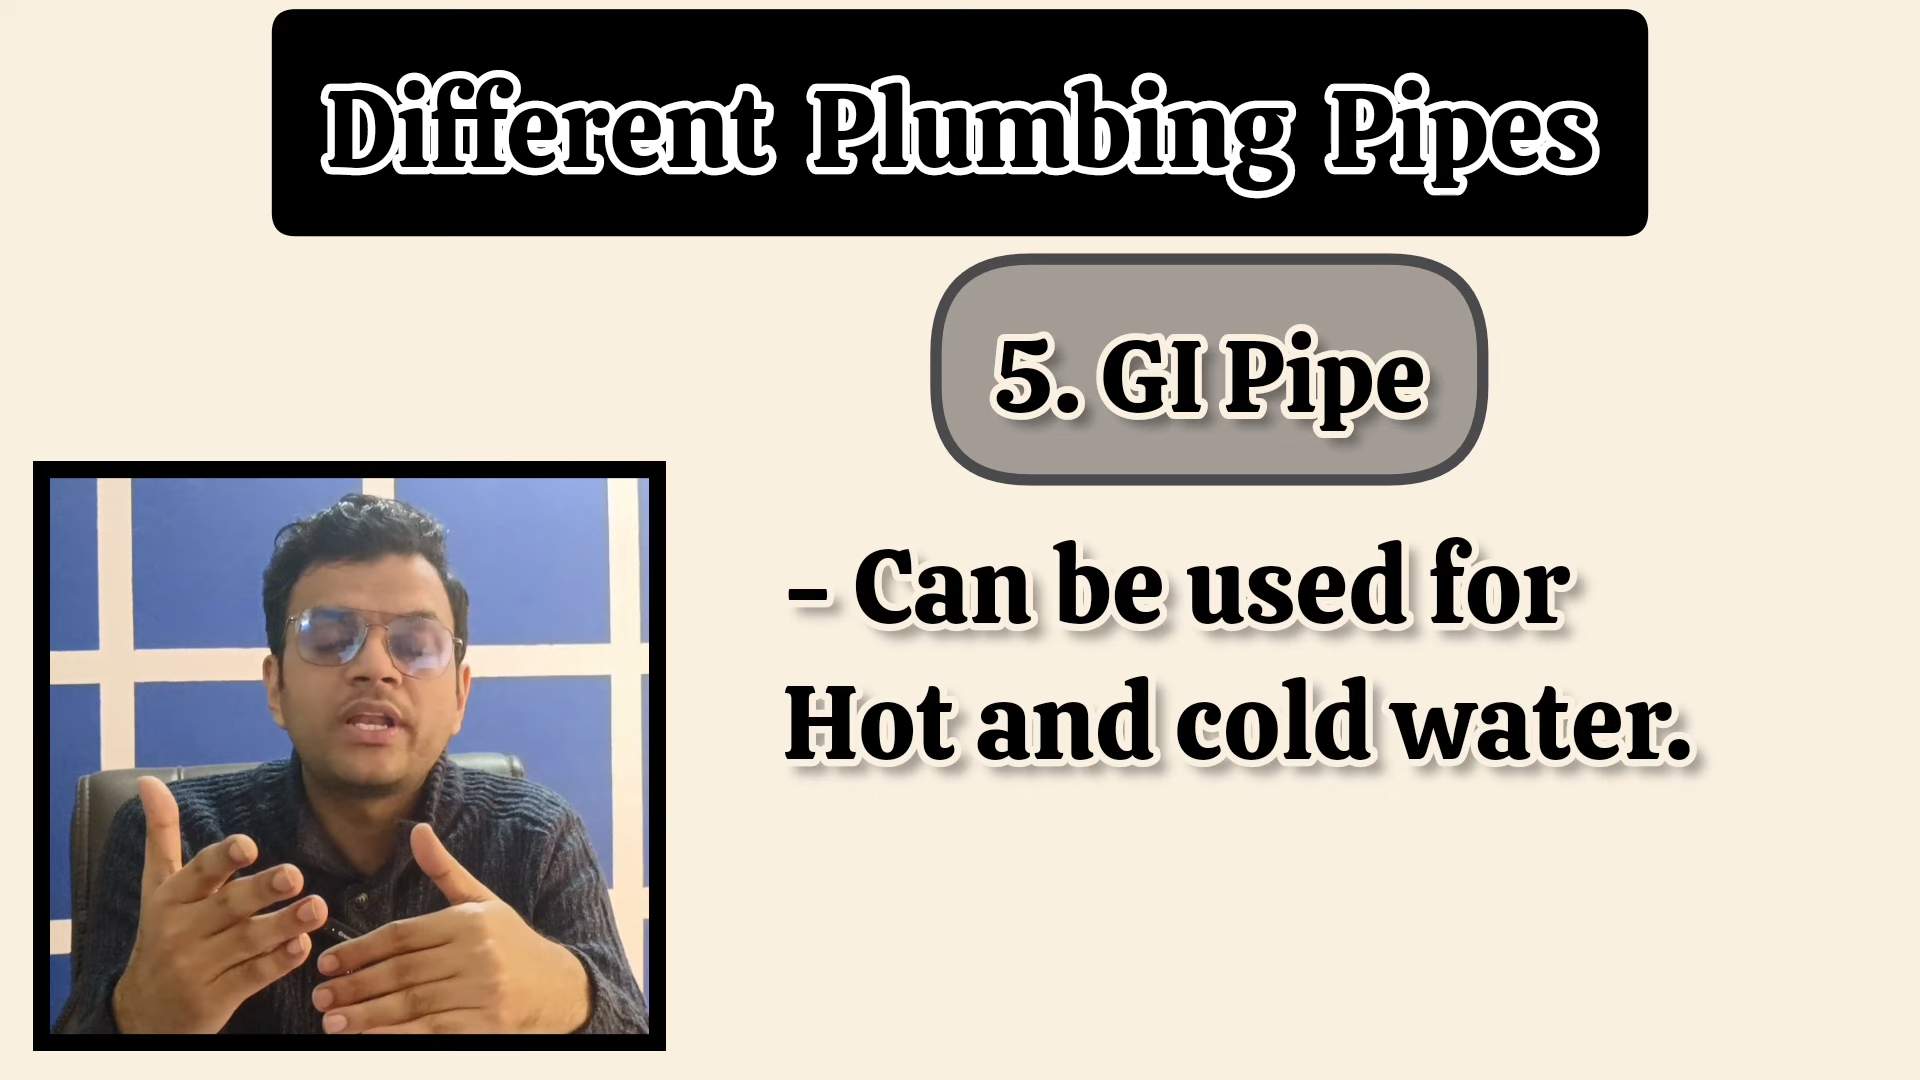 Different Plumbing Pipes
5. GI Pipe
- Can be used for
Hot and cold water.